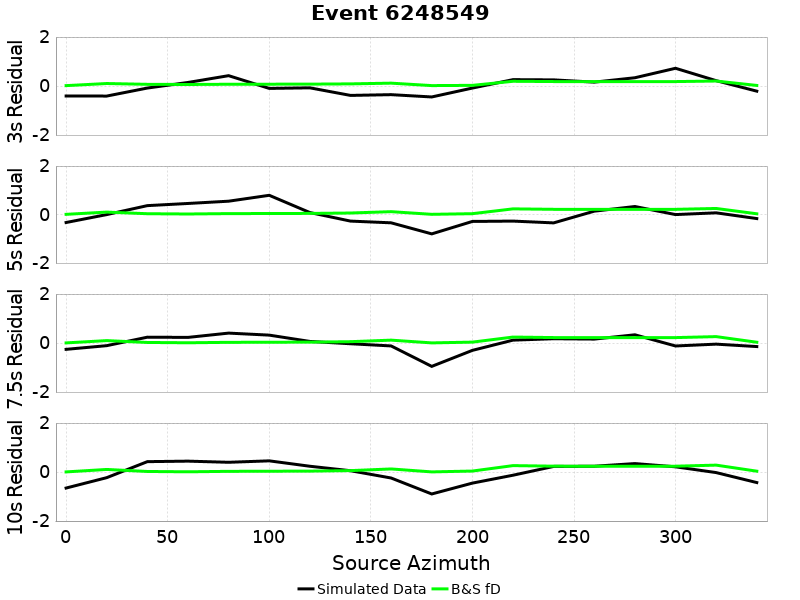 Event 6248549
3s Residual
2
0
-2
5s Residual
2
0
-2
7.5s Residual
2
0
-2
10s Residual
2
0
-2
0 50 100 150 200 250 300
Source Azimuth
Simulated Data B&S fD